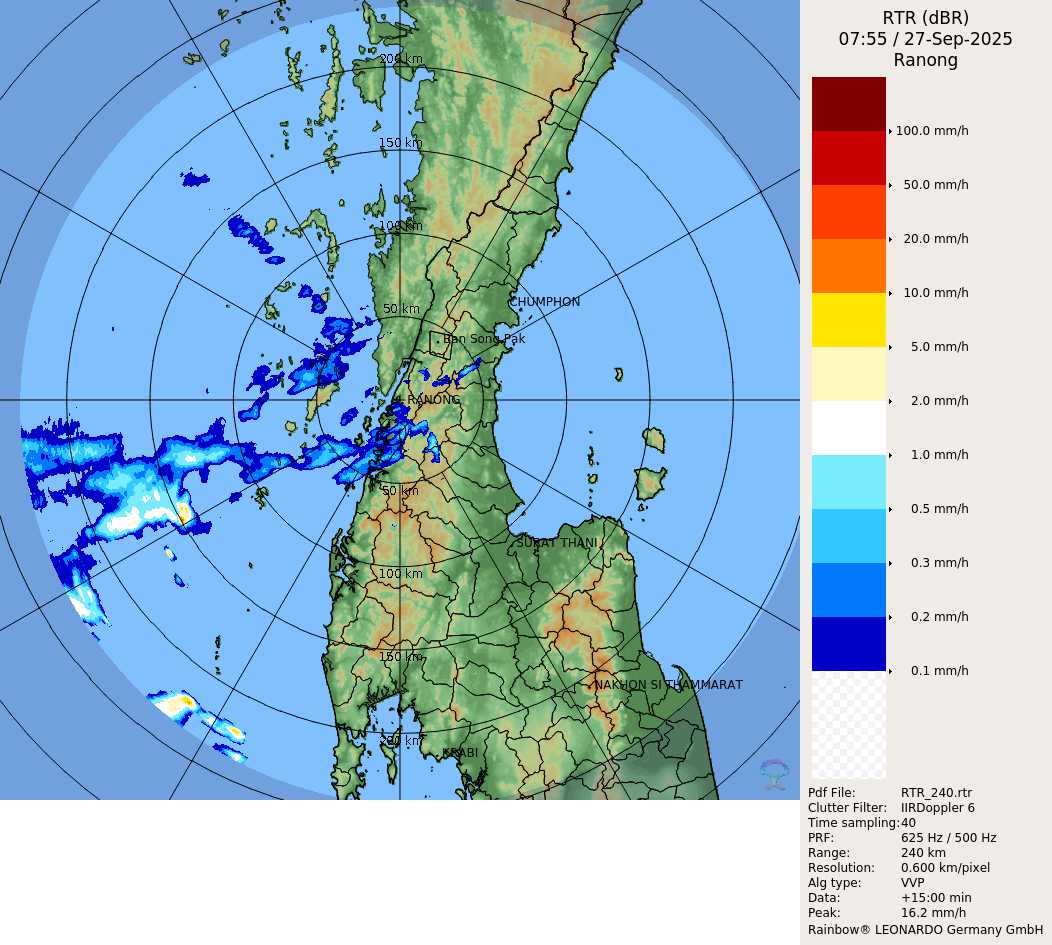 RTR (dBR)
07:55 / 27-Sep-2025
Ranong
200 km
150 km
100 km
50 km
CHUMPHON
Ban Song Pak
RANONG
50 km
SURAT THANI
100 km
150 km
NAKHON SI THAMMARAT
200 km
KRABI
100.0 mm/h
50.0 mm/h
20.0 mm/h
10.0 mm/h
5.0 mm/h
2.0 mm/h
1.0 mm/h
0.5 mm/h
0.3 mm/h
0.2 mm/h
0.1 mm/h
Pdf File: RTR_240.rtr
Clutter Filter: IIRDoppler 6
Time sampling:40
PRF: 625 Hz / 500 Hz
Range: 240 km
Resolution: 0.600 km/pixel
Alg type: VVP
Data: +15:00 min
Peak: 16.2 mm/h
Rainbow® LEONARDO Germany GmbH